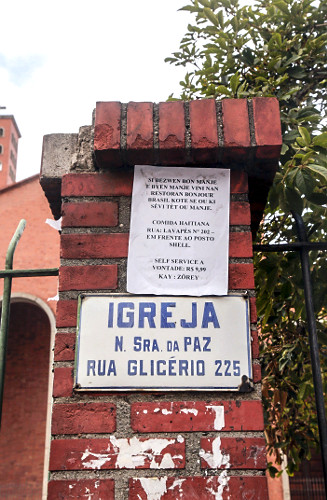 SI BEZWEN BON MANJE
E BYEN MANJE VINI NAN
RESTORAN BONJOUR
BRASIL KOTE SE OU KI
SÈVI TÈT OU MANJE.
COMIDA HAITIANA
RUA: LAVAPÈS Nº 202 –
EM FRENTE AO POSTO
SHELL.
SELF SERVICE A
VONTADE: R$ 9,99
KAY : ZÒREY
IGREJA
N. SRA. DA PAZ
RUA GLICÉRIO 225